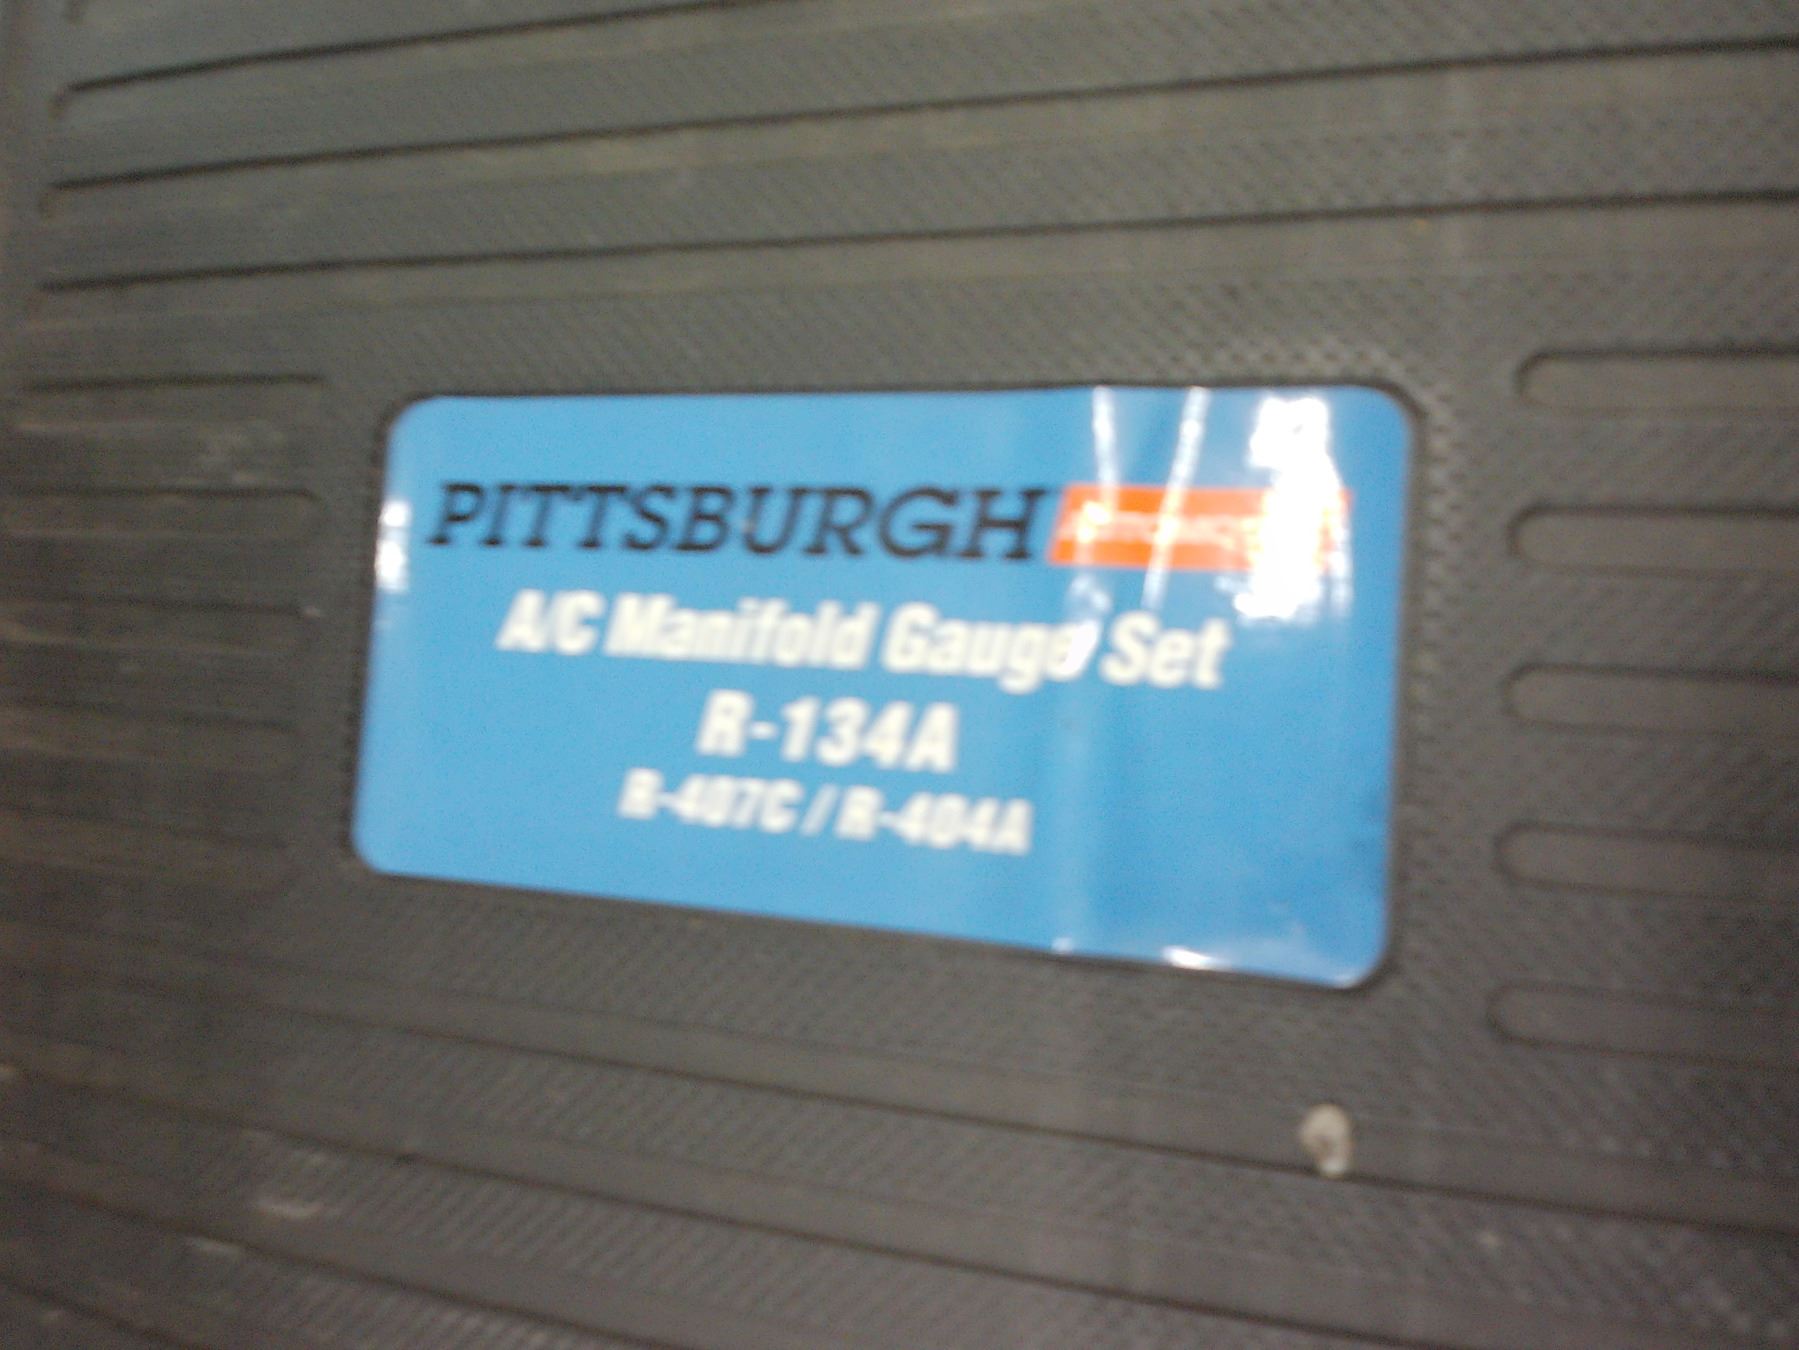 PITTSBURGH
A/C Manifold Gauge Set
R-134A
R-407C / R-404A